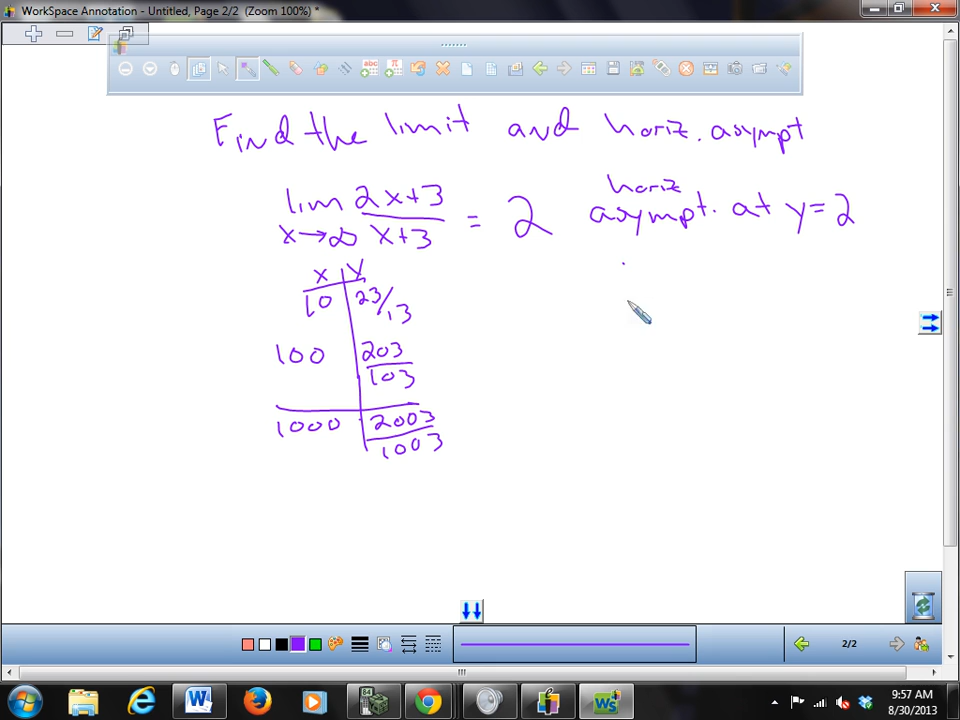 WorkSpace Annotation - Untitled, Page 2/2 (Zoom 100%) *
Find the limit and horiz. asympt
lim 2x+3 / x→∞ x+3 = 2 horiz asympt. at y=2
x y
10 23/13
100 203/103
1000 2003/1003
2/2
9:57 AM
8/30/2013